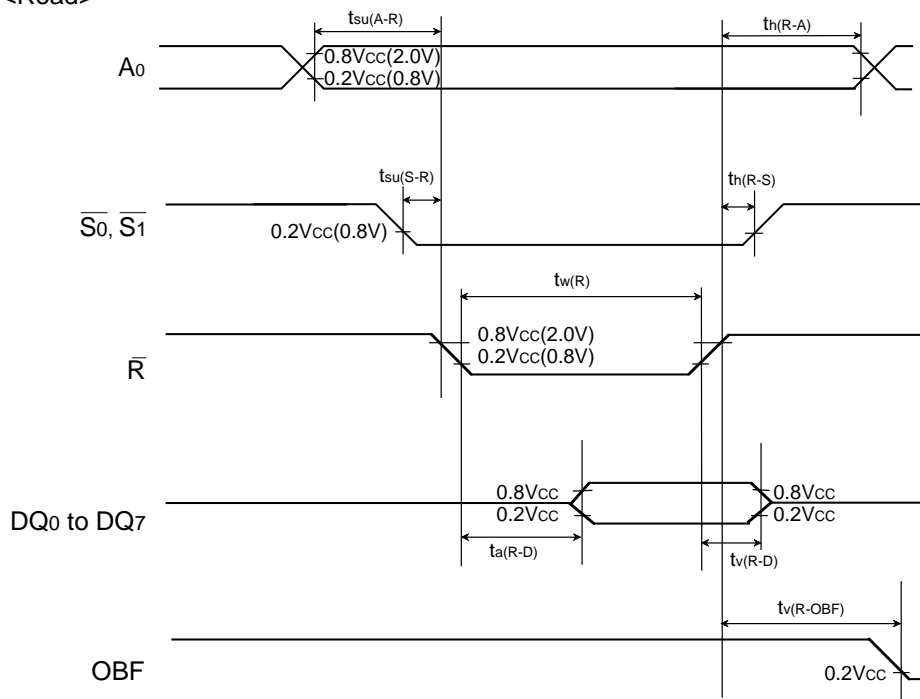 <Read>
tsu(A-R)
th(R-A)
A0
0.8VCC(2.0V)
0.2VCC(0.8V)
tsu(S-R)
th(R-S)
S0, S1
0.2VCC(0.8V)
tw(R)
R
0.8VCC(2.0V)
0.2VCC(0.8V)
DQ0 to DQ7
0.8VCC
0.2VCC
0.8VCC
0.2VCC
ta(R-D)
tv(R-D)
tv(R-OBF)
OBF
0.2VCC